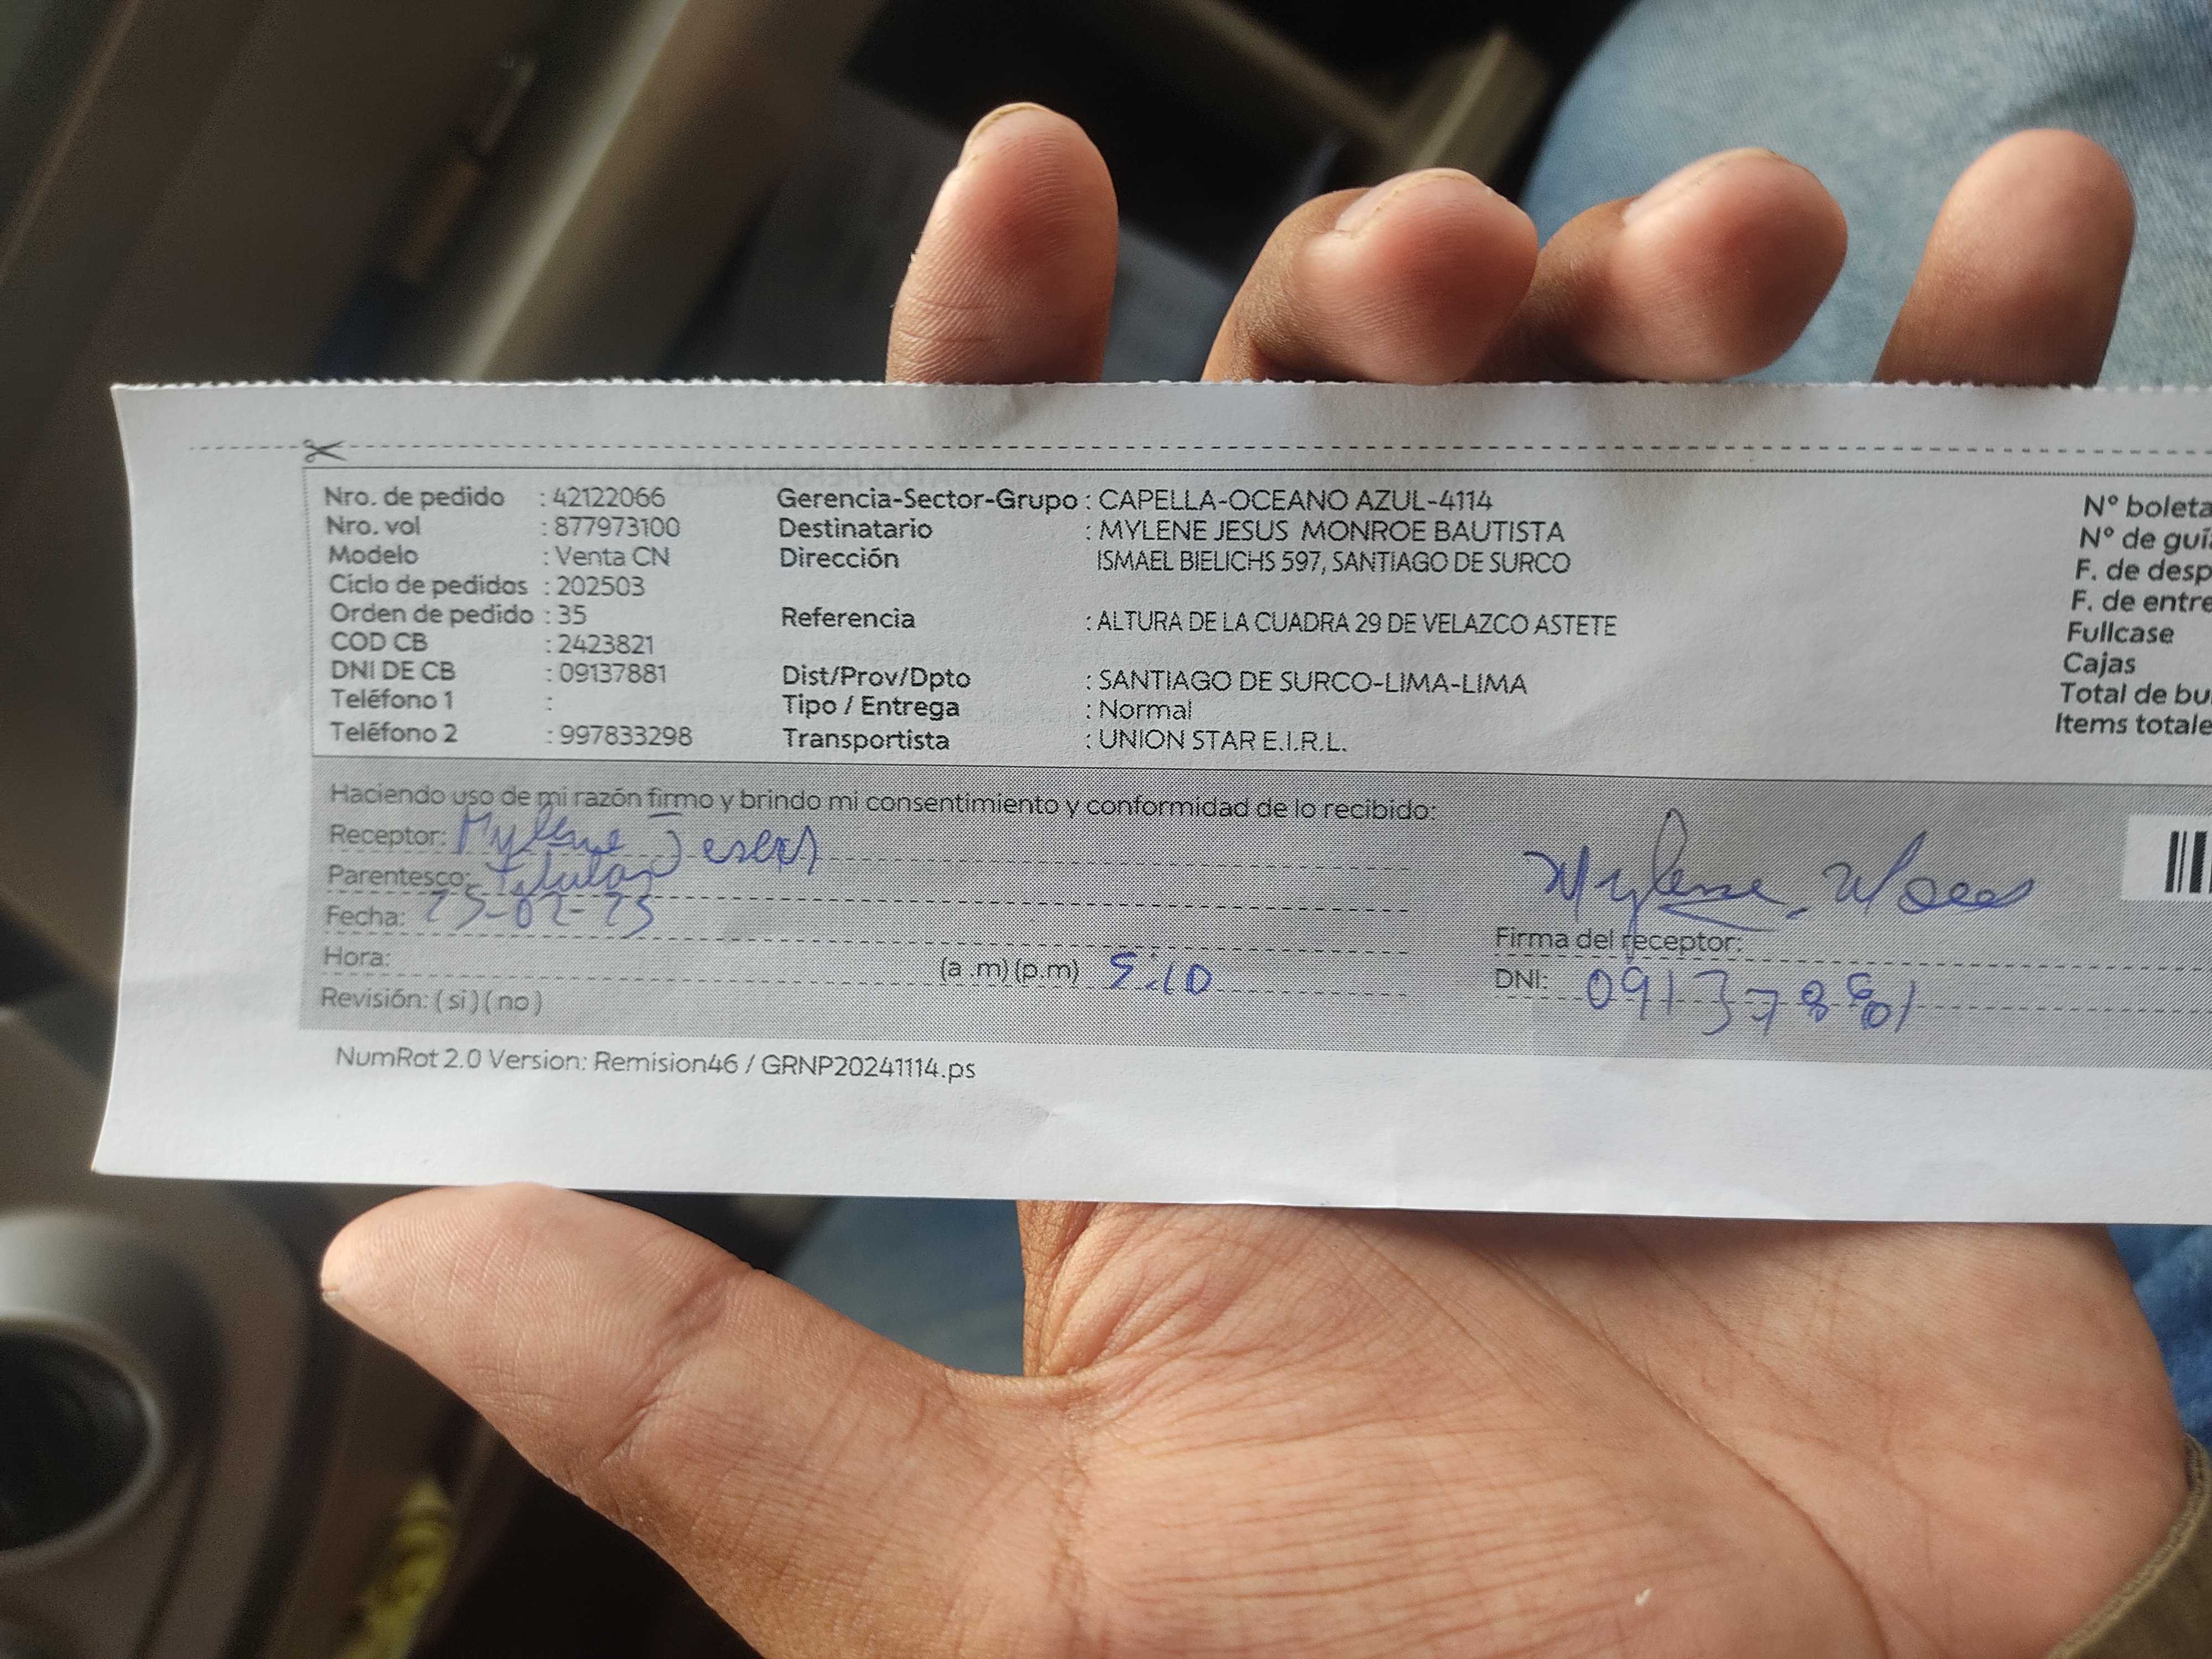 Nro. de pedido : 42122066 Gerencia-Sector-Grupo : CAPELLA-OCEANO AZUL-4114 N° boleta
Nro. vol : 877973100 Destinatario : MYLENE JESUS MONROE BAUTISTA N° de guía
Modelo : Venta CN Dirección ISMAEL BIELICHS 597, SANTIAGO DE SURCO F. de desp
Ciclo de pedidos : 202503 F. de entre
Orden de pedido : 35 Referencia : ALTURA DE LA CUADRA 29 DE VELAZCO ASTETE Fullcase
COD CB : 2423821 Cajas
DNI DE CB : 09137881 Dist/Prov/Dpto : SANTIAGO DE SURCO-LIMA-LIMA Total de bu
Teléfono 1 : Tipo / Entrega : Normal Items totale
Teléfono 2 : 997833298 Transportista : UNION STAR E.I.R.L.
Haciendo uso de mi razón firmo y brindo mi consentimiento y conformidad de lo recibido:
Receptor: Mylene Jesus
Parentesco: titular Mylene
Fecha: 25-02-25
Firma del receptor:
Hora: (a .m) (p.m) 5:10 DNI: 09137881
Revisión: ( si ) ( no )
NumRot 2.0 Version: Remision46 / GRNP20241114.ps